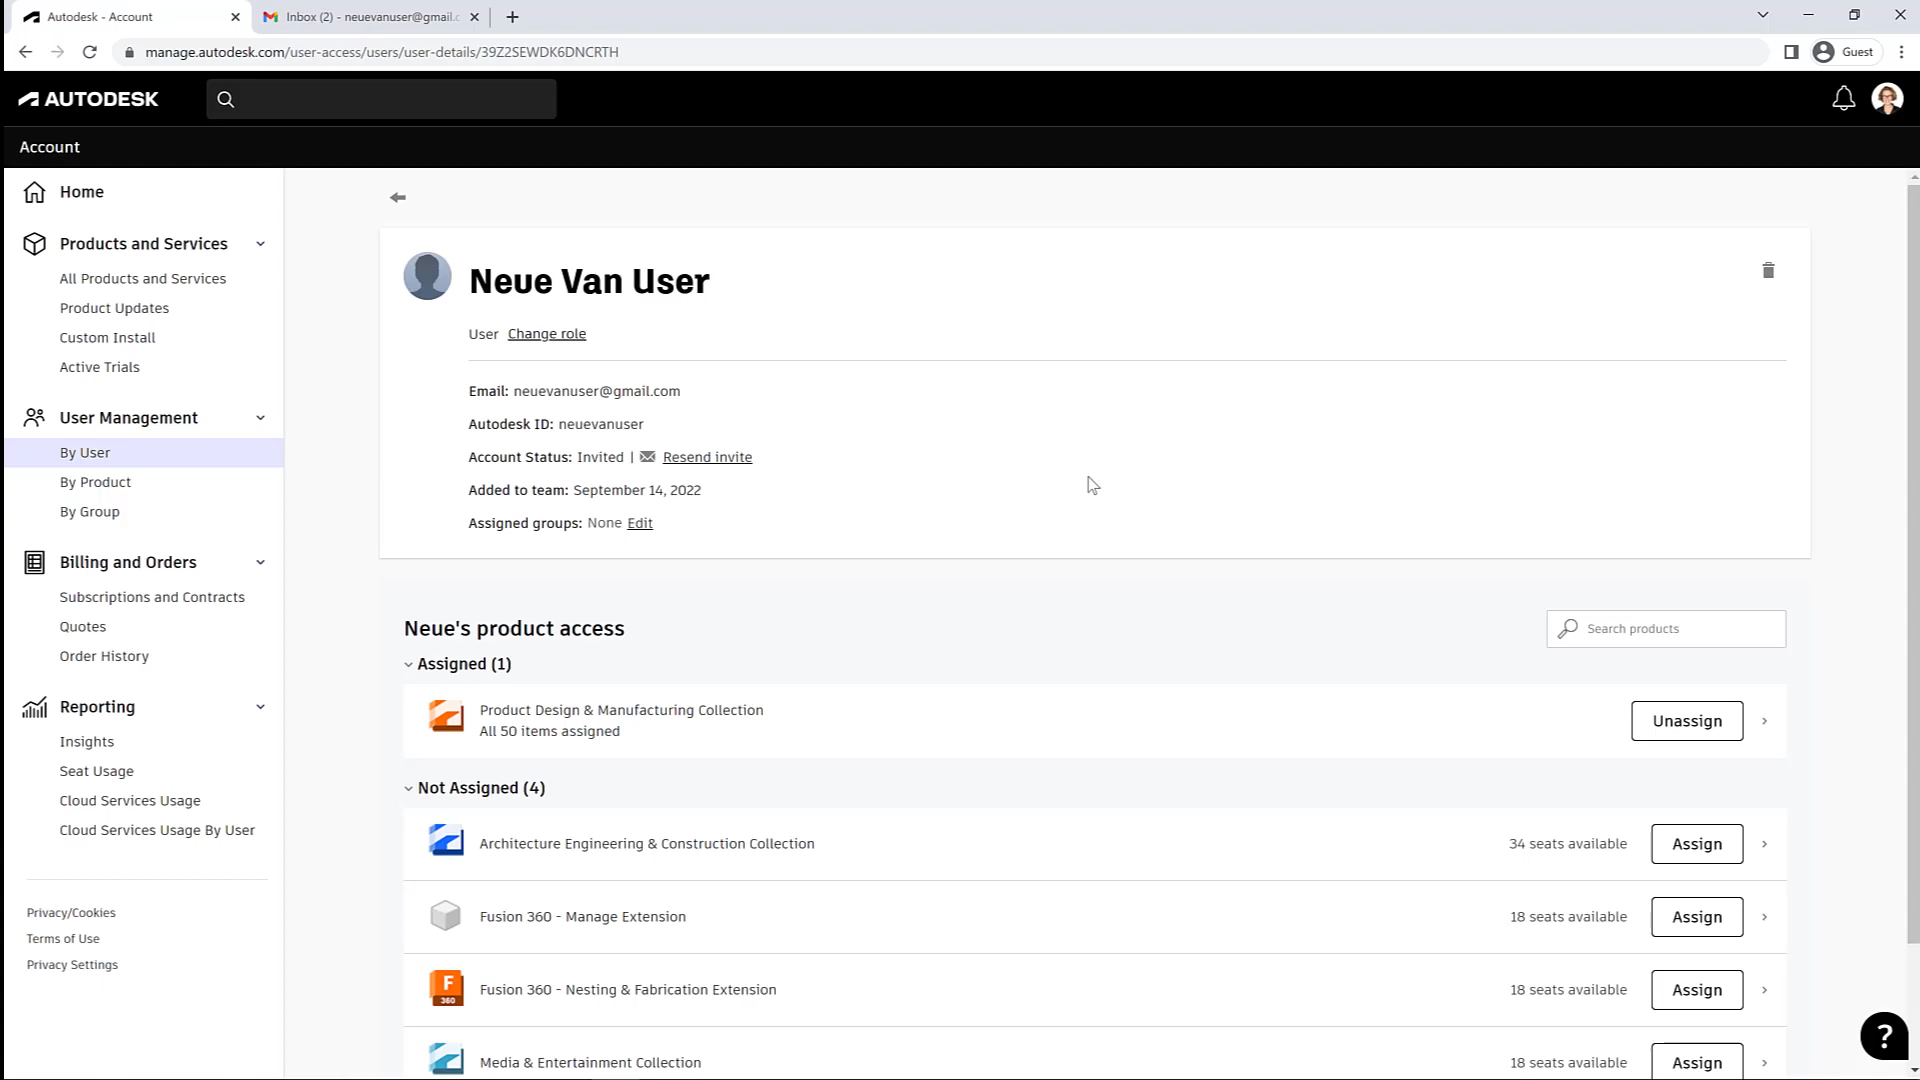 Autodesk - Account
Inbox (2) - neuevanuser@gmail.c
manage.autodesk.com/user-access/users/user-details/39Z2SEWDK6DNCRTH
Guest
AUTODESK
Account
Home
Products and Services
All Products and Services
Product Updates
Custom Install
Active Trials
User Management
By User
By Product
By Group
Billing and Orders
Subscriptions and Contracts
Quotes
Order History
Reporting
Insights
Seat Usage
Cloud Services Usage
Cloud Services Usage By User
Privacy/Cookies
Terms of Use
Privacy Settings
Neue Van User
User Change role
Email: neuevanuser@gmail.com
Autodesk ID: neuevanuser
Account Status: Invited | Resend invite
Added to team: September 14, 2022
Assigned groups: None Edit
Neue's product access
Search products
Assigned (1)
Product Design & Manufacturing Collection
All 50 items assigned
Unassign
Not Assigned (4)
Architecture Engineering & Construction Collection 34 seats available Assign
Fusion 360 - Manage Extension 18 seats available Assign
F
360
Fusion 360 - Nesting & Fabrication Extension 18 seats available Assign
Media & Entertainment Collection 18 seats available Assign
?